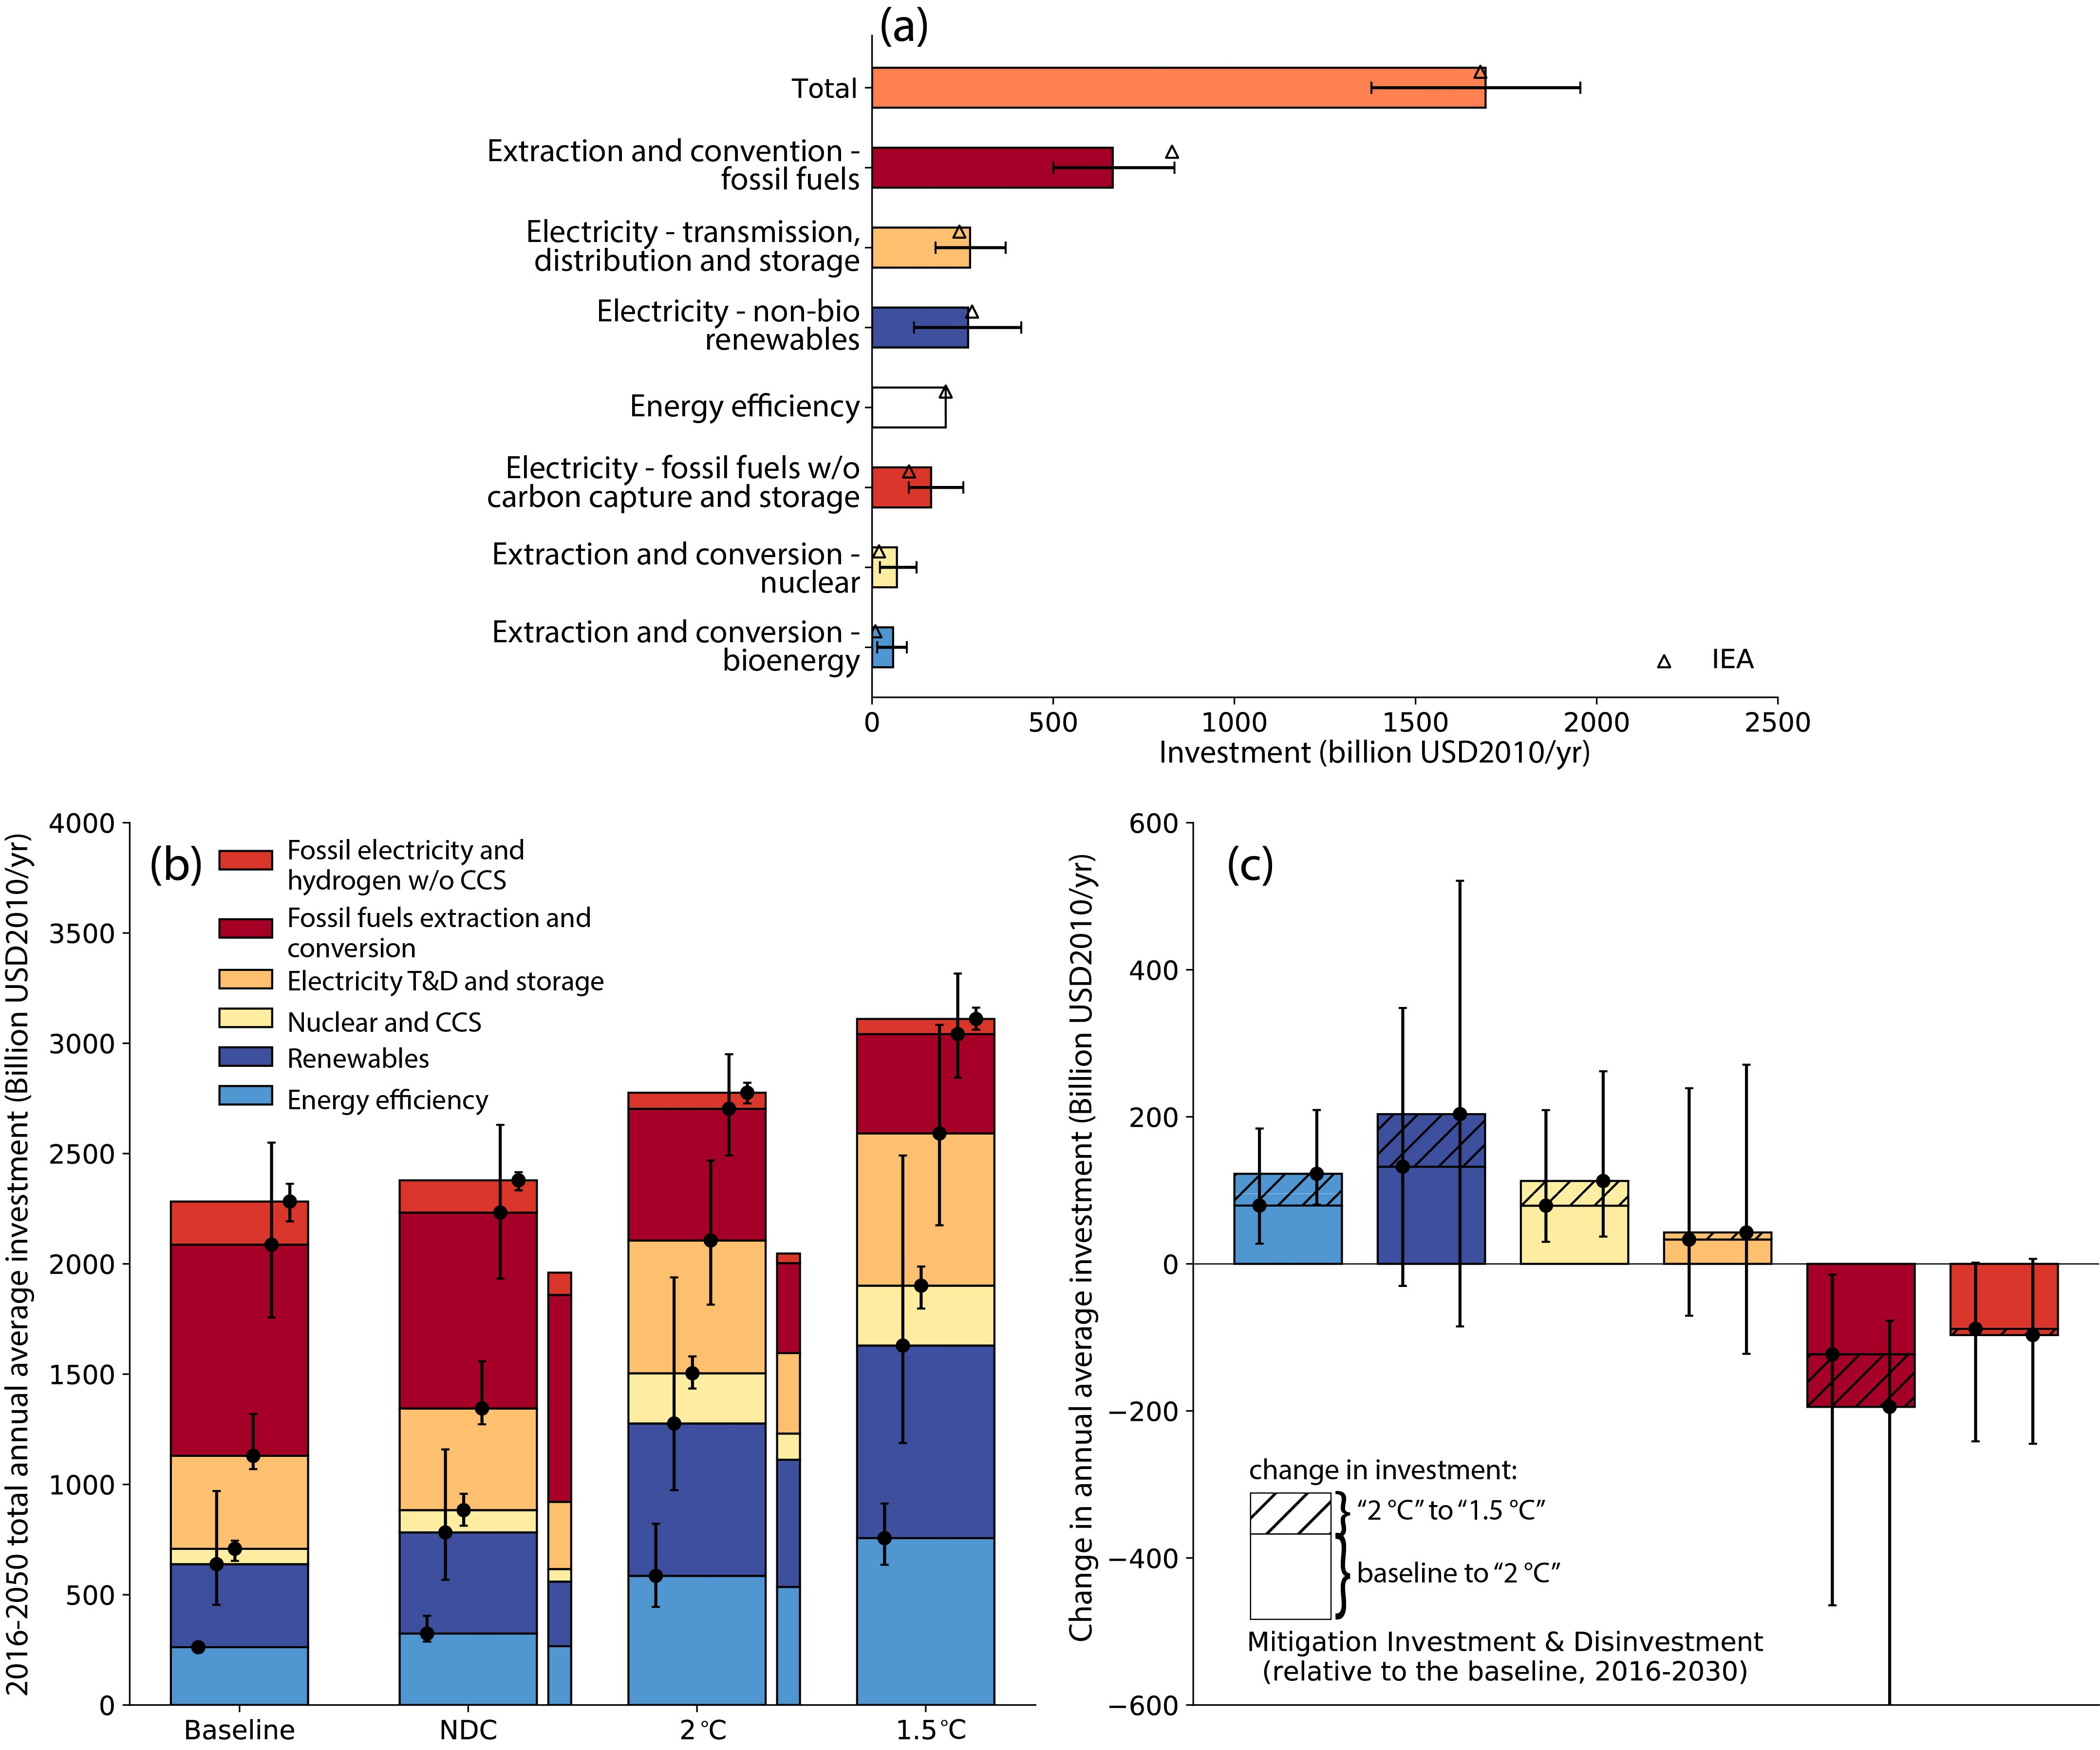 (a)
Total
Extraction and convention -
fossil fuels
Electricity - transmission,
distribution and storage
Electricity - non-bio
renewables
Energy efficiency
Electricity - fossil fuels w/o
carbon capture and storage
Extraction and conversion -
nuclear
Extraction and conversion -
bioenergy
IEA
0 500 1000 1500 2000 2500
Investment (billion USD2010/yr)
(b)
2016-2050 total annual average investment (Billion USD2010/yr)
4000
3500
3000
2500
2000
1500
1000
500
0
Fossil electricity and
hydrogen w/o CCS
Fossil fuels extraction and
conversion
Electricity T&D and storage
Nuclear and CCS
Renewables
Energy efficiency
Baseline NDC 2°C 1.5°C
(c)
Change in annual average investment (Billion USD2010/yr)
600
400
200
0
−200
−400
−600
change in investment:
“2 °C” to “1.5 °C”
baseline to “2 °C”
Mitigation Investment & Disinvestment
(relative to the baseline, 2016-2030)